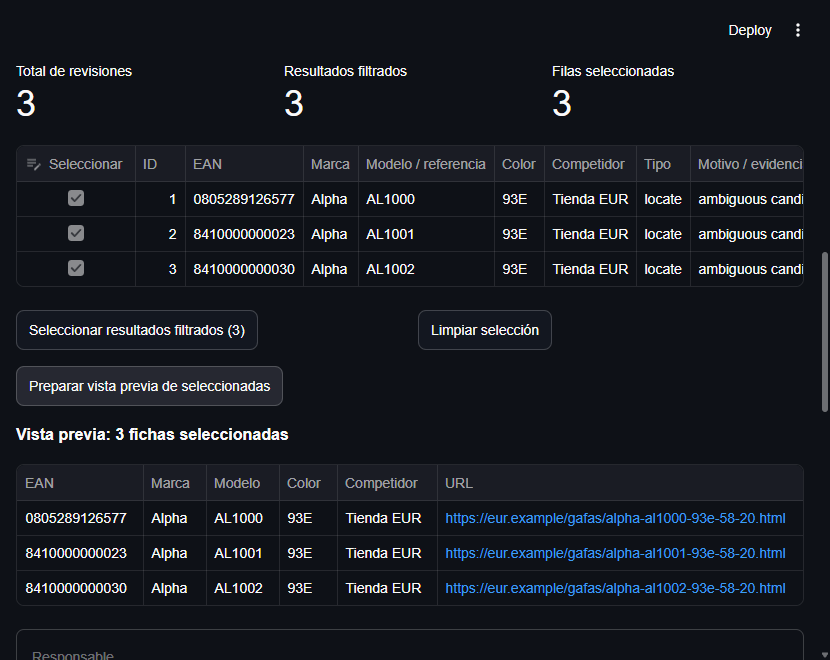 Deploy
Total de revisiones Resultados filtrados Filas seleccionadas
3 3 3
Seleccionar ID EAN Marca Modelo / referencia Color Competidor Tipo Motivo / evidenci
1 0805289126577 Alpha AL1000 93E Tienda EUR locate ambiguous candi
2 8410000000023 Alpha AL1001 93E Tienda EUR locate ambiguous candi
3 8410000000030 Alpha AL1002 93E Tienda EUR locate ambiguous candi
Seleccionar resultados filtrados (3) Limpiar selección
Preparar vista previa de seleccionadas
Vista previa: 3 fichas seleccionadas
EAN Marca Modelo Color Competidor URL
0805289126577 Alpha AL1000 93E Tienda EUR https://eur.example/gafas/alpha-al1000-93e-58-20.html
8410000000023 Alpha AL1001 93E Tienda EUR https://eur.example/gafas/alpha-al1001-93e-58-20.html
8410000000030 Alpha AL1002 93E Tienda EUR https://eur.example/gafas/alpha-al1002-93e-58-20.html
Responsable